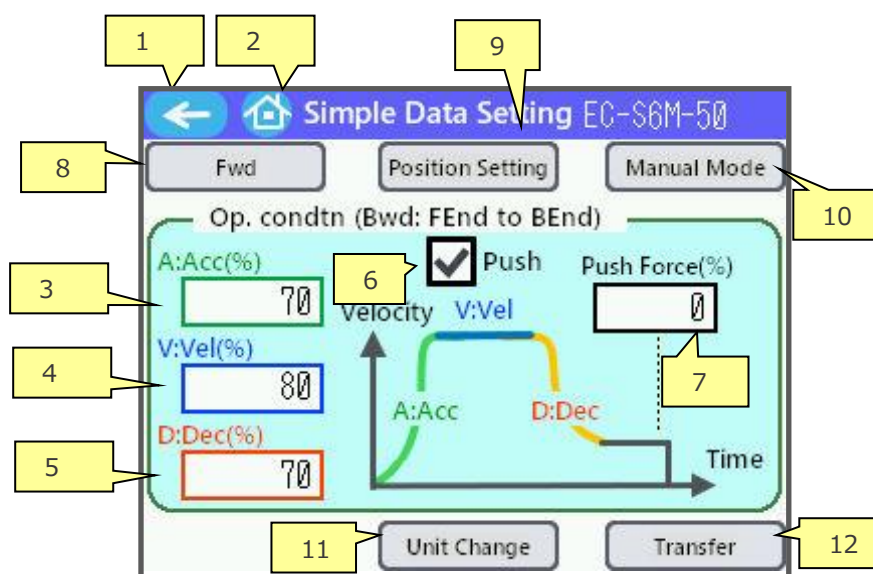 1
2
9
Simple Data Setting EC-S6M-50
8
Fwd
Position Setting
Manual Mode
10
Op. condtn (Bwd: FEnd to BEnd)
A:Acc(%)
6
Push
Push Force(%)
3
70
Velocity
V:Vel
0
V:Vel(%)
4
80
7
A:Acc
D:Dec
D:Dec(%)
5
70
Time
11
Unit Change
Transfer
12